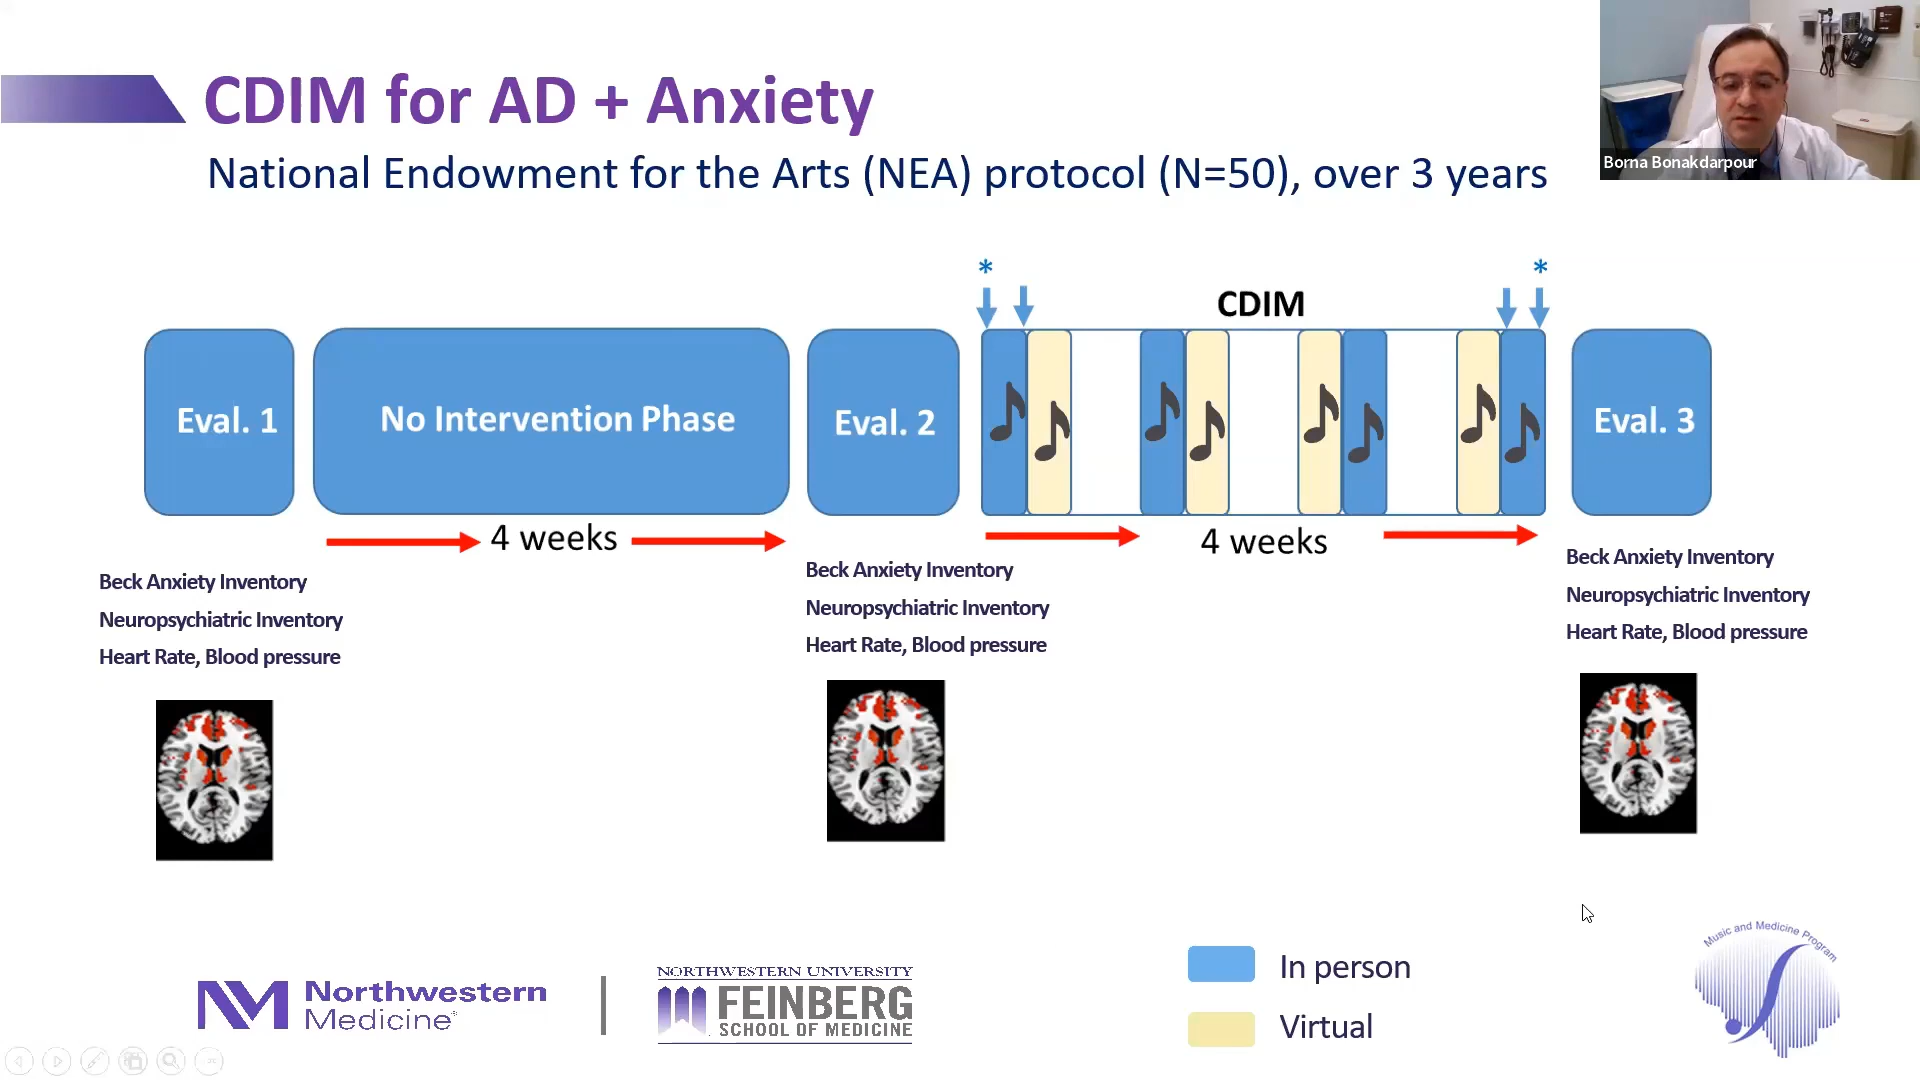 CDIM for AD + Anxiety
National Endowment for the Arts (NEA) protocol (N=50), over 3 years
Borna Bonakdarpour
* *
CDIM
Eval. 1
No Intervention Phase
Eval. 2
Eval. 3
4 weeks
4 weeks
Beck Anxiety Inventory
Neuropsychiatric Inventory
Heart Rate, Blood pressure
Beck Anxiety Inventory
Neuropsychiatric Inventory
Heart Rate, Blood pressure
Beck Anxiety Inventory
Neuropsychiatric Inventory
Heart Rate, Blood pressure
Northwestern
Medicine®
NORTHWESTERN UNIVERSITY
FEINBERG
SCHOOL OF MEDICINE
In person
Virtual
Music and Medicine Program